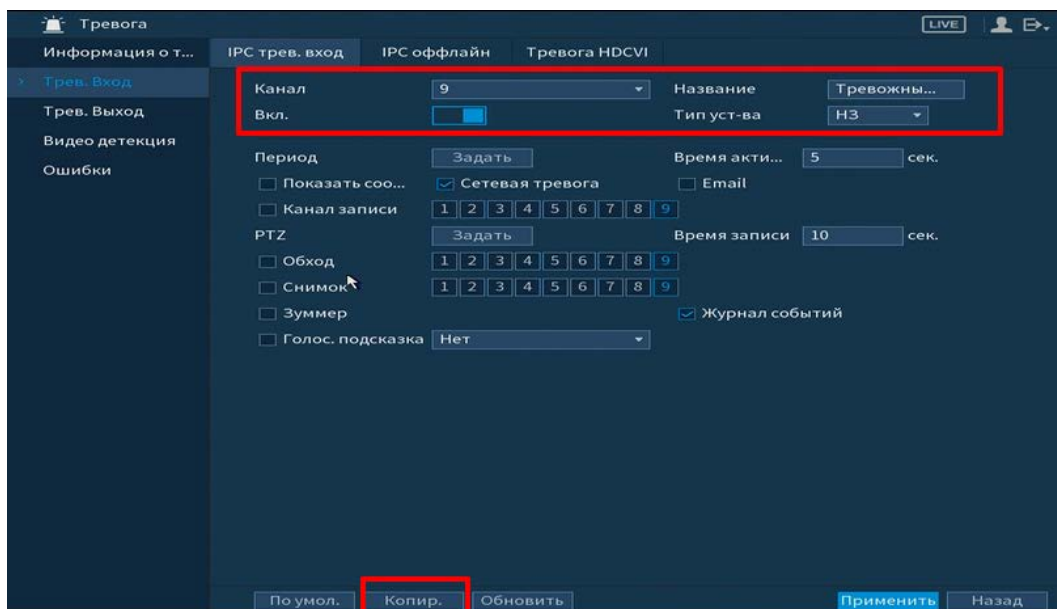 Тревога LIVE
Информация о т... IPC трев. вход IPC оффлайн Тревога HDCVI
Трев. Вход
Трев. Выход
Видео детекция
Ошибки
Канал 9 Название Тревожны...
Вкл. Тип уст-ва НЗ
Период Задать Время акти... 5 сек.
Показать соо... Сетевая тревога Email
Канал записи 1 2 3 4 5 6 7 8 9
PTZ Задать Время записи 10 сек.
Обход 1 2 3 4 5 6 7 8 9
Снимок 1 2 3 4 5 6 7 8 9
Зуммер Журнал событий
Голос. подсказка Нет
По умол. Копир. Обновить Применить Назад